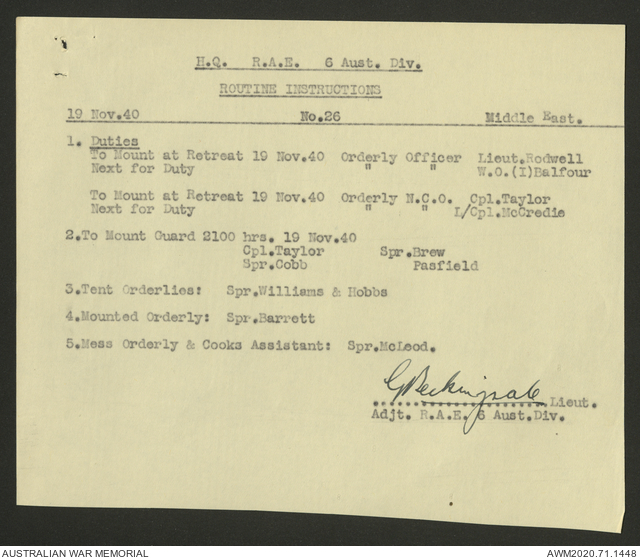 H.Q. R.A.E. 6 Aust. Div.
ROUTINE INSTRUCTIONS
19 Nov.40 No.26 Middle East.
1. Duties
To Mount at Retreat 19 Nov.40 Orderly Officer Lieut.Rodwell
Next for Duty " " W.O.(I)Balfour
To Mount at Retreat 19 Nov.40 Orderly N.C.O. Cpl.Taylor
Next for Duty " " L/Cpl.McCredie
2.To Mount Guard 2100 hrs. 19 Nov.40
Cpl.Taylor Spr.Brew
Spr.Cobb Pasfield
3.Tent Orderlies: Spr.Williams & Hobbs
4.Mounted Orderly: Spr.Barrett
5.Mess Orderly & Cooks Assistant: Spr.McLeod.
GBeckingsale
....................Lieut.
Adjt. R.A.E. 6 Aust.Div.
AUSTRALIAN WAR MEMORIAL AWM2020.71.1448